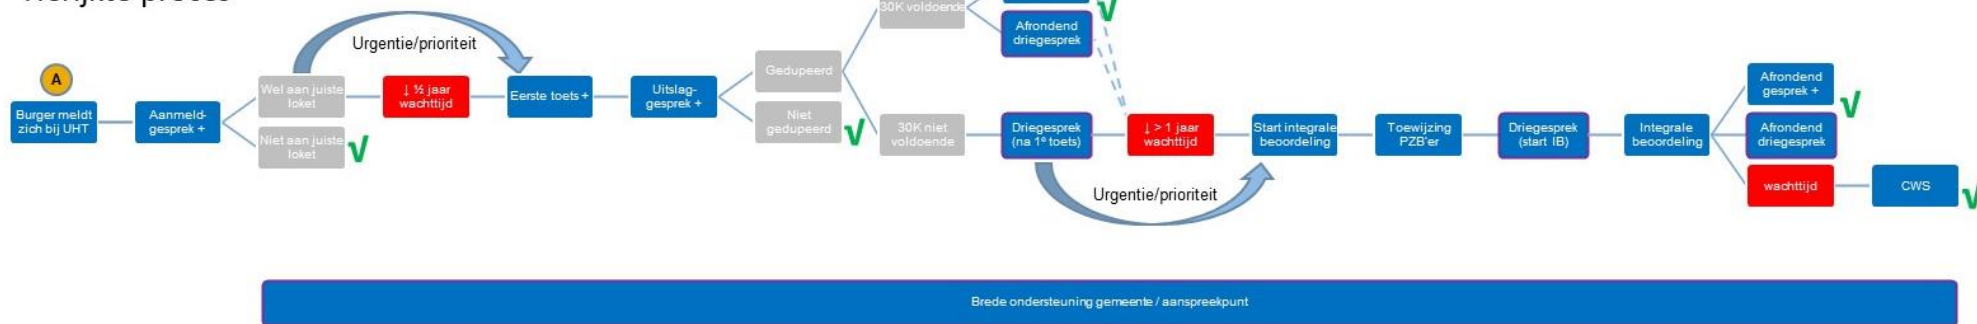 proces
30K voldoende
Afrondend
driegesprek
Urgentie/prioriteit
A
Burger meldt
zich bij UHT
Aanmeld-
gesprek +
Wel aan juiste
loket
Niet aan juiste
loket
√
↓ ½ jaar
wachttijd
Eerste toets +
Uitslag-
gesprek +
Gedupeerd
Niet
gedupeerd
√
30K niet
voldoende
Driegesprek
(na 1e toets)
√
↓ > 1 jaar
wachttijd
Urgentie/prioriteit
Start integrale
beoordeling
Toewijzing
PZB'er
Driegesprek
(start IB)
Integrale
beoordeling
Afrondend
gesprek +
√
Afrondend
driegesprek
wachttijd
CWS
√
Brede ondersteuning gemeente / aanspreekpunt